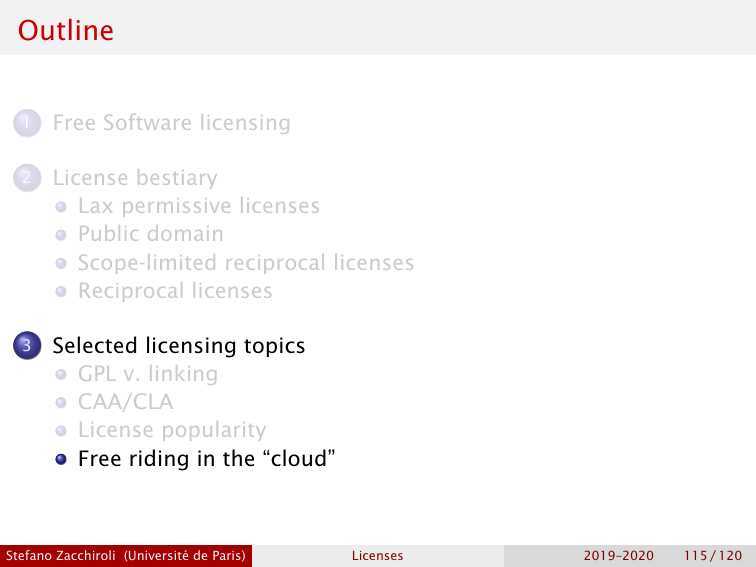 Outline
1 Free Software licensing
2 License bestiary
Lax permissive licenses
Public domain
Scope-limited reciprocal licenses
Reciprocal licenses
3 Selected licensing topics
GPL v. linking
CAA/CLA
License popularity
Free riding in the “cloud”
Stefano Zacchiroli (Université de Paris) Licenses 2019–2020 115 / 120